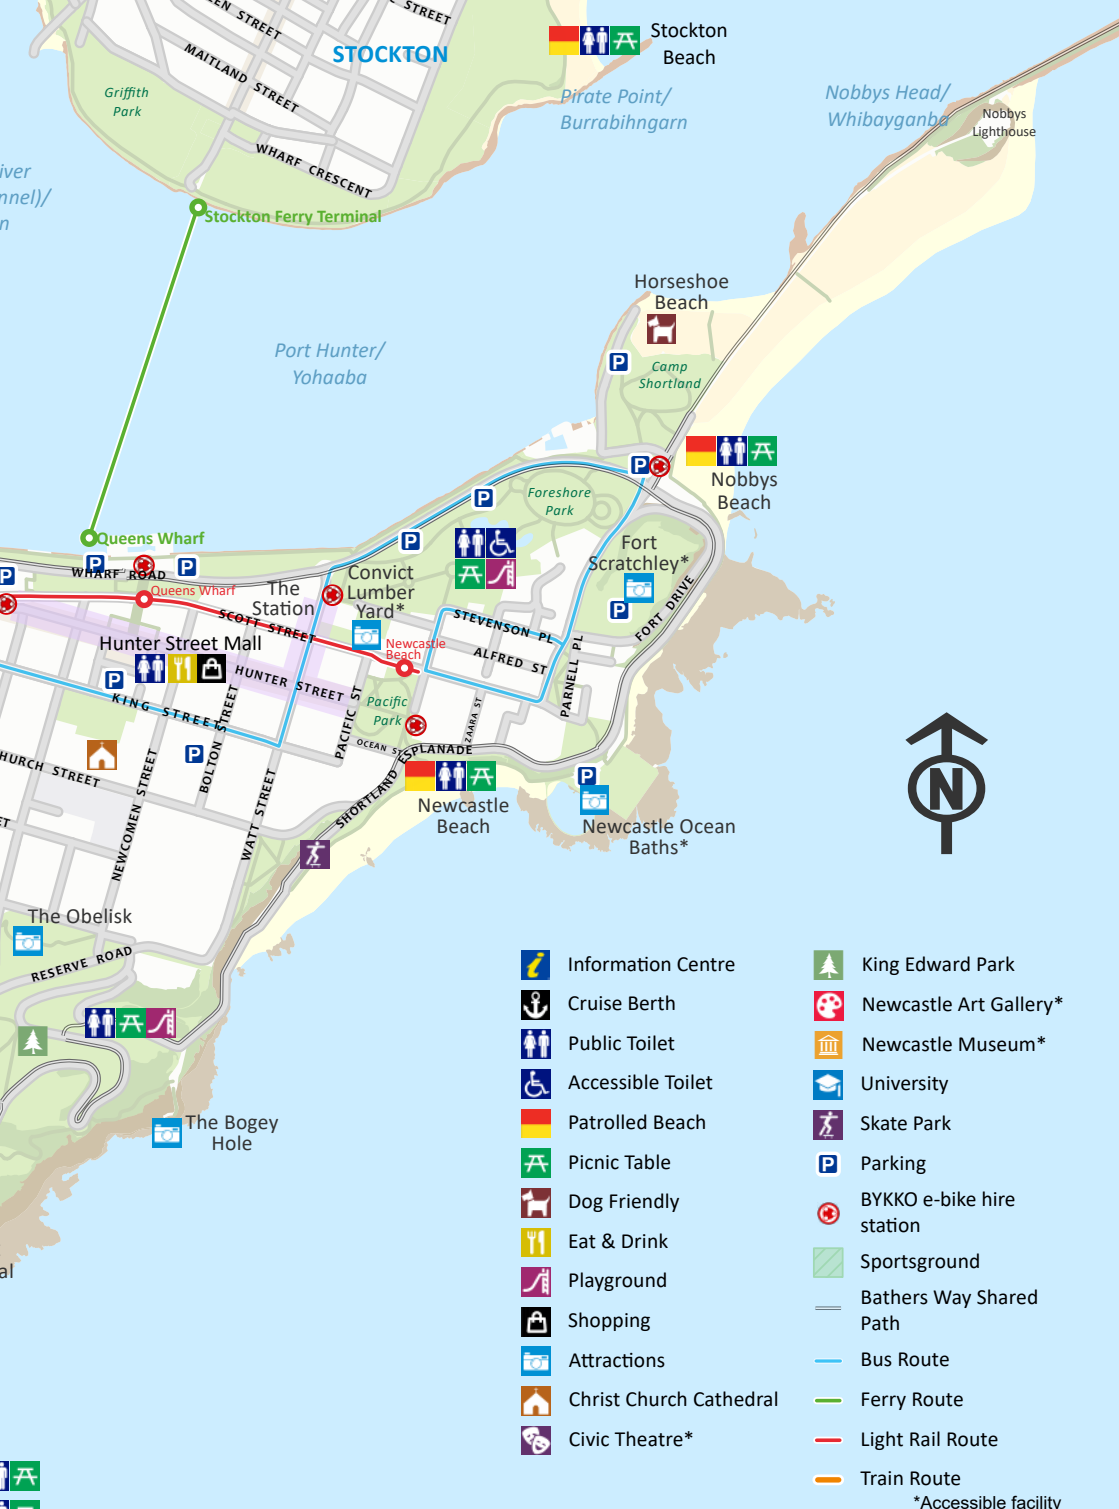 STREET
STREET
STOCKTON
Stockton
Beach
MAITLAND STREET
Griffith
Park
Pirate Point/
Burrabihngarn
Nobbys Head/
Whibayganba
Nobbys
Lighthouse
WHARF CRESCENT
Stockton Ferry Terminal
Horseshoe
Beach
Port Hunter/
Yohaaba
P
Camp
Shortland
P
Nobbys
Beach
P
Foreshore
Park
Queens Wharf
P
Fort
Scratchley*
P
P
P
WHARF ROAD
Queens Wharf
The
Station
Convict
Lumber
Yard*
P
SCOTT STREET
STEVENSON PL
FORT DRIVE
Newcastle
Beach
Hunter Street Mall
ALFRED ST
PARNELL PL
P
HUNTER STREET
KING STREET
PACIFIC ST
Pacific
Park
ZAARA ST
BOLTON STREET
P
OCEAN ST
SHORTLAND ESPLANADE
P
NEWCOMEN STREET
WATT STREET
Newcastle
Beach
Newcastle Ocean
Baths*
N
The Obelisk
RESERVE ROAD
The Bogey
Hole
i Information Centre
Cruise Berth
Public Toilet
Accessible Toilet
Patrolled Beach
Picnic Table
Dog Friendly
Eat & Drink
Playground
Shopping
Attractions
Christ Church Cathedral
Civic Theatre*
King Edward Park
Newcastle Art Gallery*
Newcastle Museum*
University
Skate Park
P Parking
BYKKO e-bike hire
station
Sportsground
Bathers Way Shared
Path
Bus Route
Ferry Route
Light Rail Route
Train Route
*Accessible facility